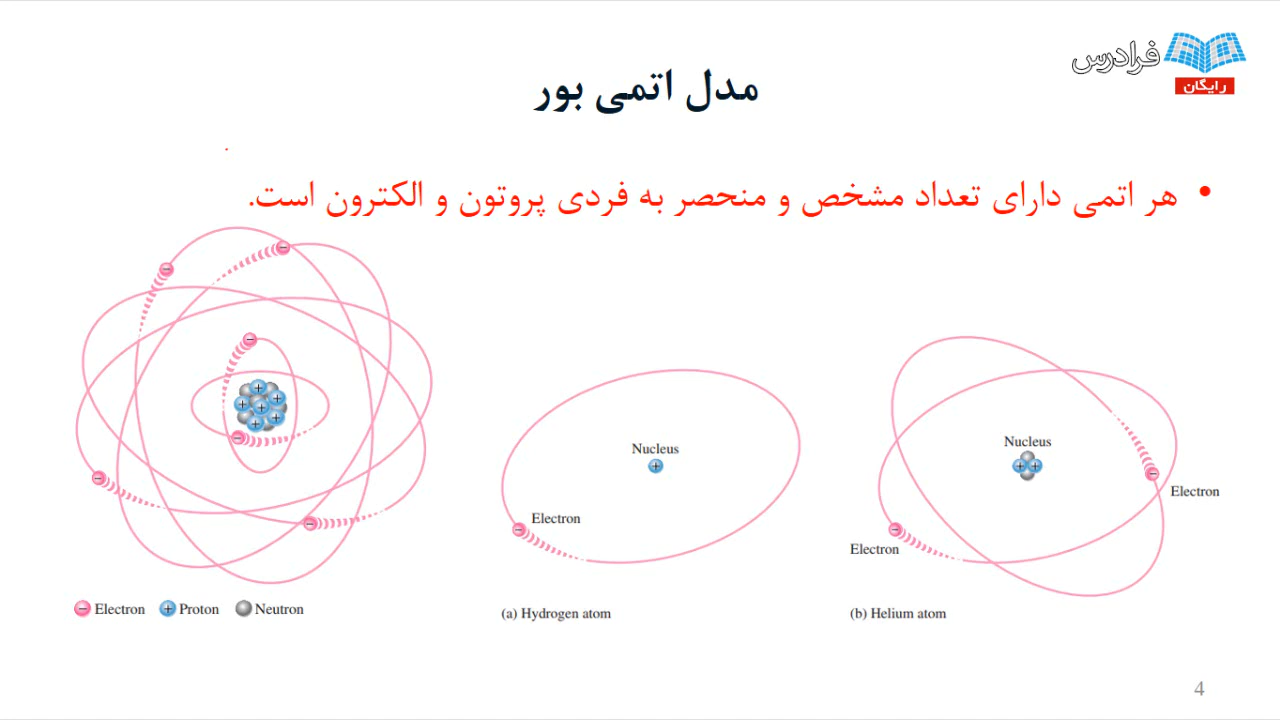 فرادرس
رایگان
مدل اتمی بور
• هر اتمی دارای تعداد مشخص و منحصر به فردی پروتون و الکترون است.
Nucleus
Electron
Nucleus
Electron
Electron
Electron Proton Neutron
(a) Hydrogen atom
(b) Helium atom
4